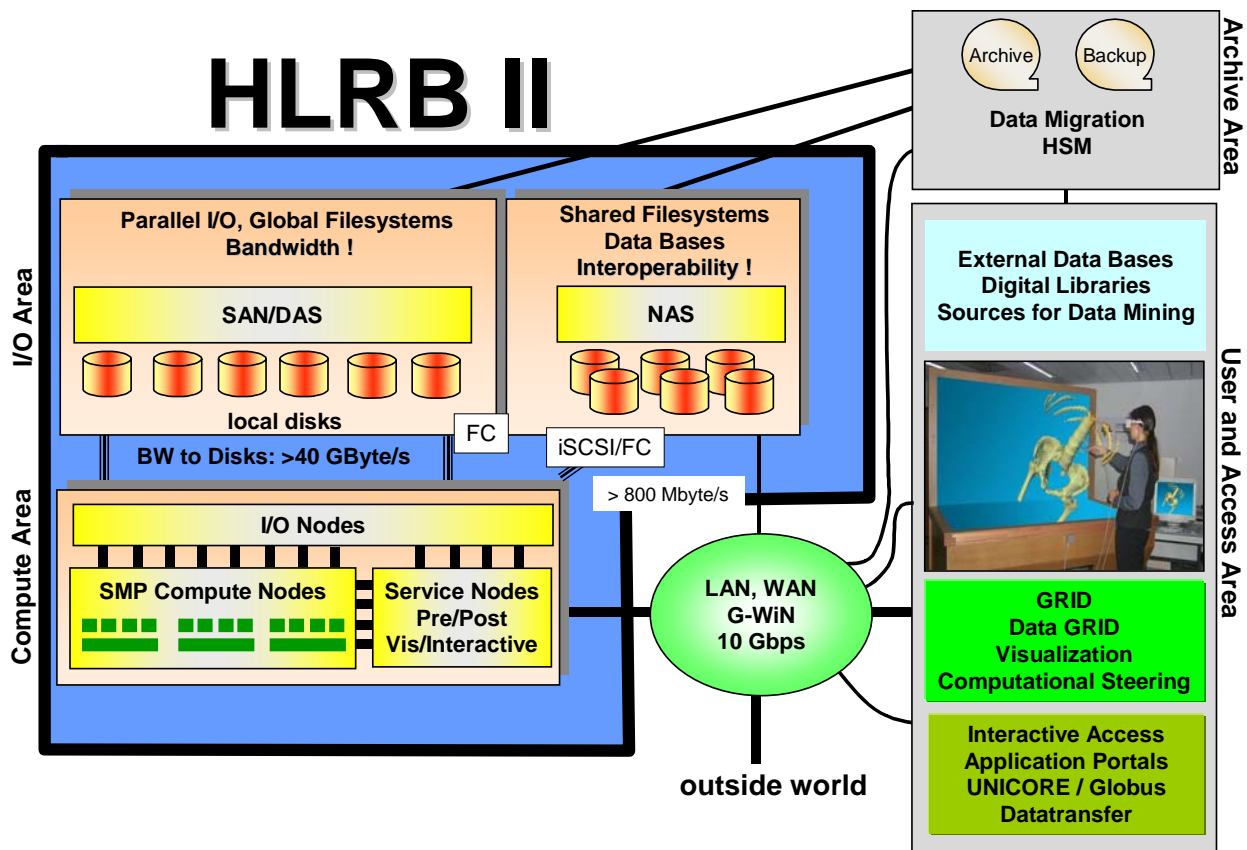 HLRB II
Archive
Backup
Data Migration
HSM
Archive Area
Parallel I/O, Global Filesystems
Bandwidth !
SAN/DAS
local disks
Shared Filesystems
Data Bases
Interoperability !
NAS
I/O Area
FC
iSCSI/FC
BW to Disks: >40 GByte/s
> 800 Mbyte/s
Compute Area
I/O Nodes
SMP Compute Nodes
Service Nodes
Pre/Post
Vis/Interactive
LAN, WAN
G-WiN
10 Gbps
outside world
External Data Bases
Digital Libraries
Sources for Data Mining
User and Access Area
GRID
Data GRID
Visualization
Computational Steering
Interactive Access
Application Portals
UNICORE / Globus
Datatransfer